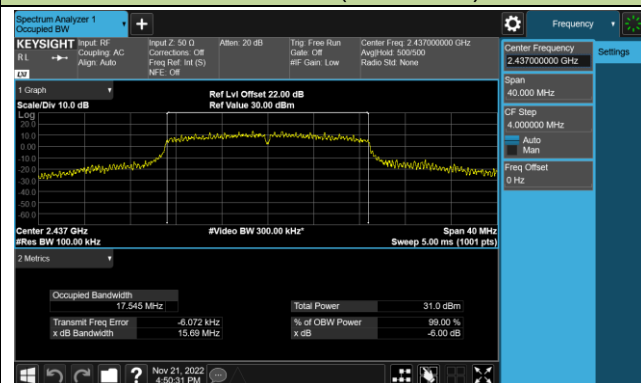 Spectrum Analyzer 1
Occupied BW
Frequency
KEYSIGHT
RL
LXI
Input: RF
Coupling: AC
Align: Auto
Input Z: 50 Ω
Corrections: Off
Freq Ref: Int (S)
NFE: Off
Atten: 20 dB
Trig: Free Run
Gate: Off
#IF Gain: Low
Center Freq: 2.437000000 GHz
Avg|Hold: 500/500
Radio Std: None
Center Frequency
2.437000000 GHz
Settings
Span
40.000 MHz
CF Step
4.000000 MHz
Auto
Man
Freq Offset
0 Hz
1 Graph
Scale/Div 10.0 dB
Ref Lvl Offset 22.00 dB
Ref Value 30.00 dBm
Log
20.0
10.0
0.00
-10.0
-20.0
-30.0
-40.0
-50.0
-60.0
Center 2.437 GHz
#Res BW 100.00 kHz
#Video BW 300.00 kHz*
Span 40 MHz
Sweep 5.00 ms (1001 pts)
2 Metrics
Occupied Bandwidth
17.545 MHz
Total Power 31.0 dBm
Transmit Freq Error -6.072 kHz
% of OBW Power 99.00 %
x dB Bandwidth 15.69 MHz
x dB -6.00 dB
?
Nov 21, 2022
4:50:31 PM